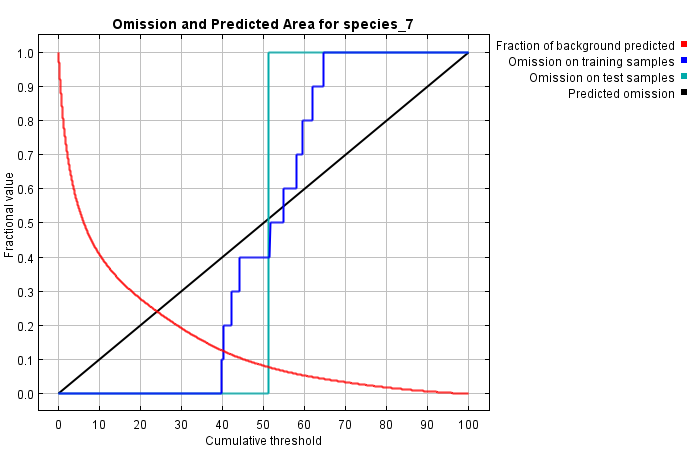 Omission and Predicted Area for species_7
Fraction of background predicted
Omission on training samples
Omission on test samples
Predicted omission
Fractional value
1.0
0.9
0.8
0.7
0.6
0.5
0.4
0.3
0.2
0.1
0.0
0 10 20 30 40 50 60 70 80 90 100
Cumulative threshold